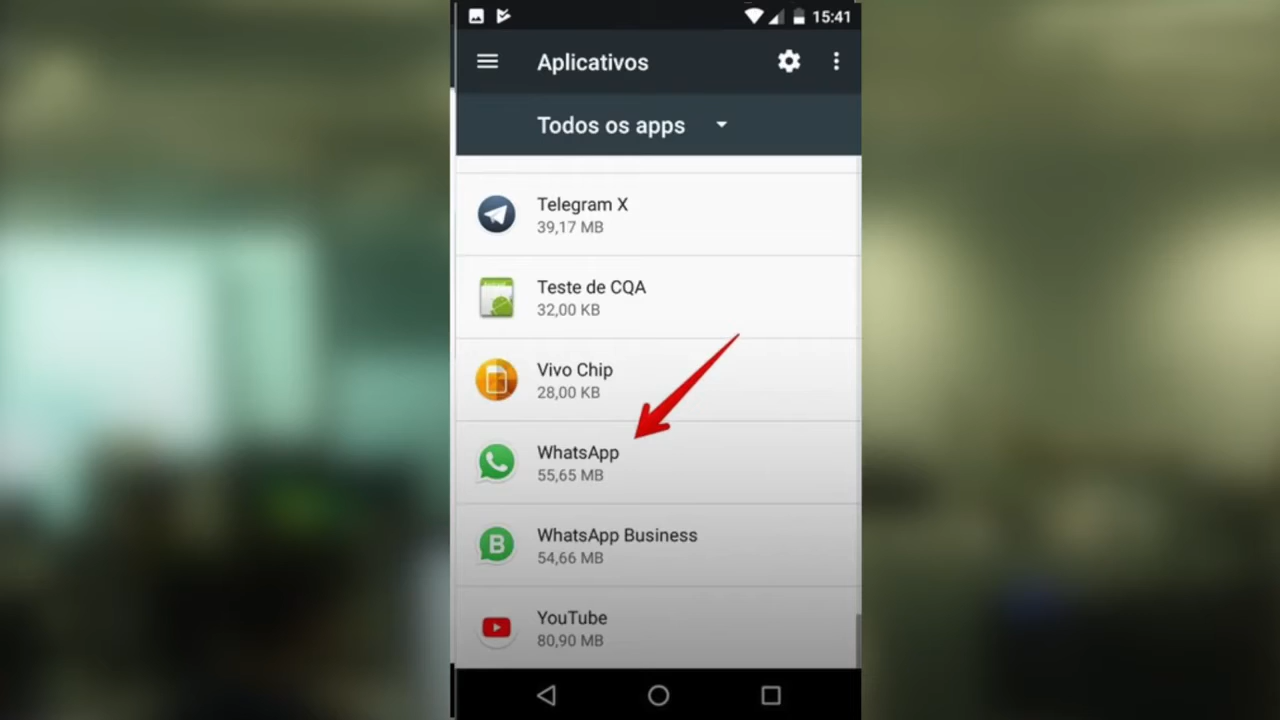 15:41
Aplicativos
Todos os apps
Telegram X
39,17 MB
Teste de CQA
32,00 KB
Vivo Chip
28,00 KB
WhatsApp
55,65 MB
B
WhatsApp Business
54,66 MB
YouTube
80,90 MB